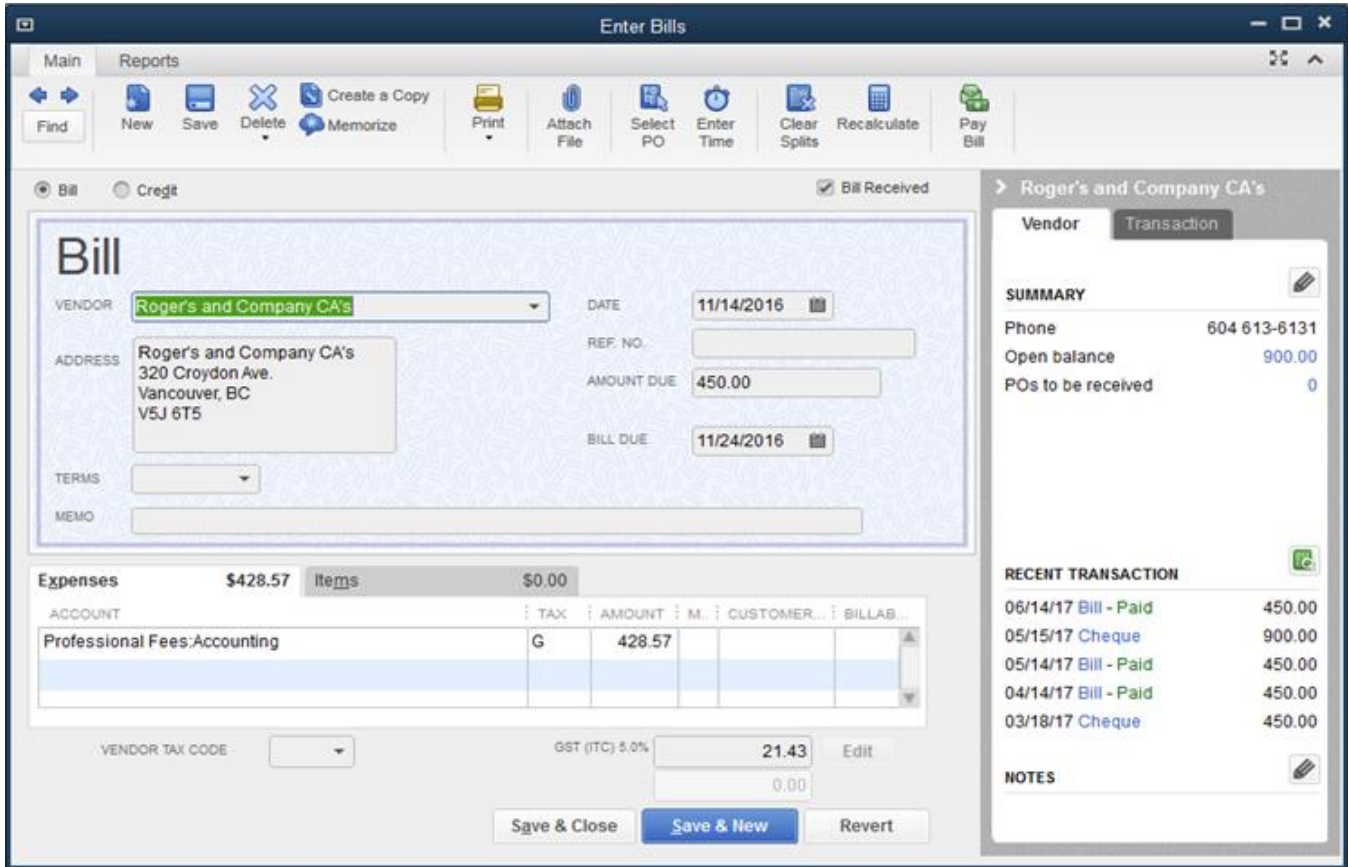 Enter Bills
Main Reports
Find
New
Save
Delete
Create a Copy
Memorize
Print
Attach File
Select PO
Enter Time
Clear Splits
Recalculate
Pay Bill
Bill Credit Bill Received
Bill
VENDOR Roger's and Company CA's
DATE 11/14/2016
ADDRESS Roger's and Company CA's
320 Croydon Ave.
Vancouver, BC
V5J 6T5
REF. NO.
AMOUNT DUE 450.00
BILL DUE 11/24/2016
TERMS
MEMO
Expenses $428.57 Items $0.00
ACCOUNT TAX AMOUNT M.. CUSTOMER... BILLAB...
Professional Fees:Accounting G 428.57
VENDOR TAX CODE
GST (ITC) 5.0% 21.43 Edit
0.00
Save & Close Save & New Revert
Roger's and Company CA's
Vendor Transaction
SUMMARY
Phone 604 613-6131
Open balance 900.00
POs to be received 0
RECENT TRANSACTION
06/14/17 Bill - Paid 450.00
05/15/17 Cheque 900.00
05/14/17 Bill - Paid 450.00
04/14/17 Bill - Paid 450.00
03/18/17 Cheque 450.00
NOTES